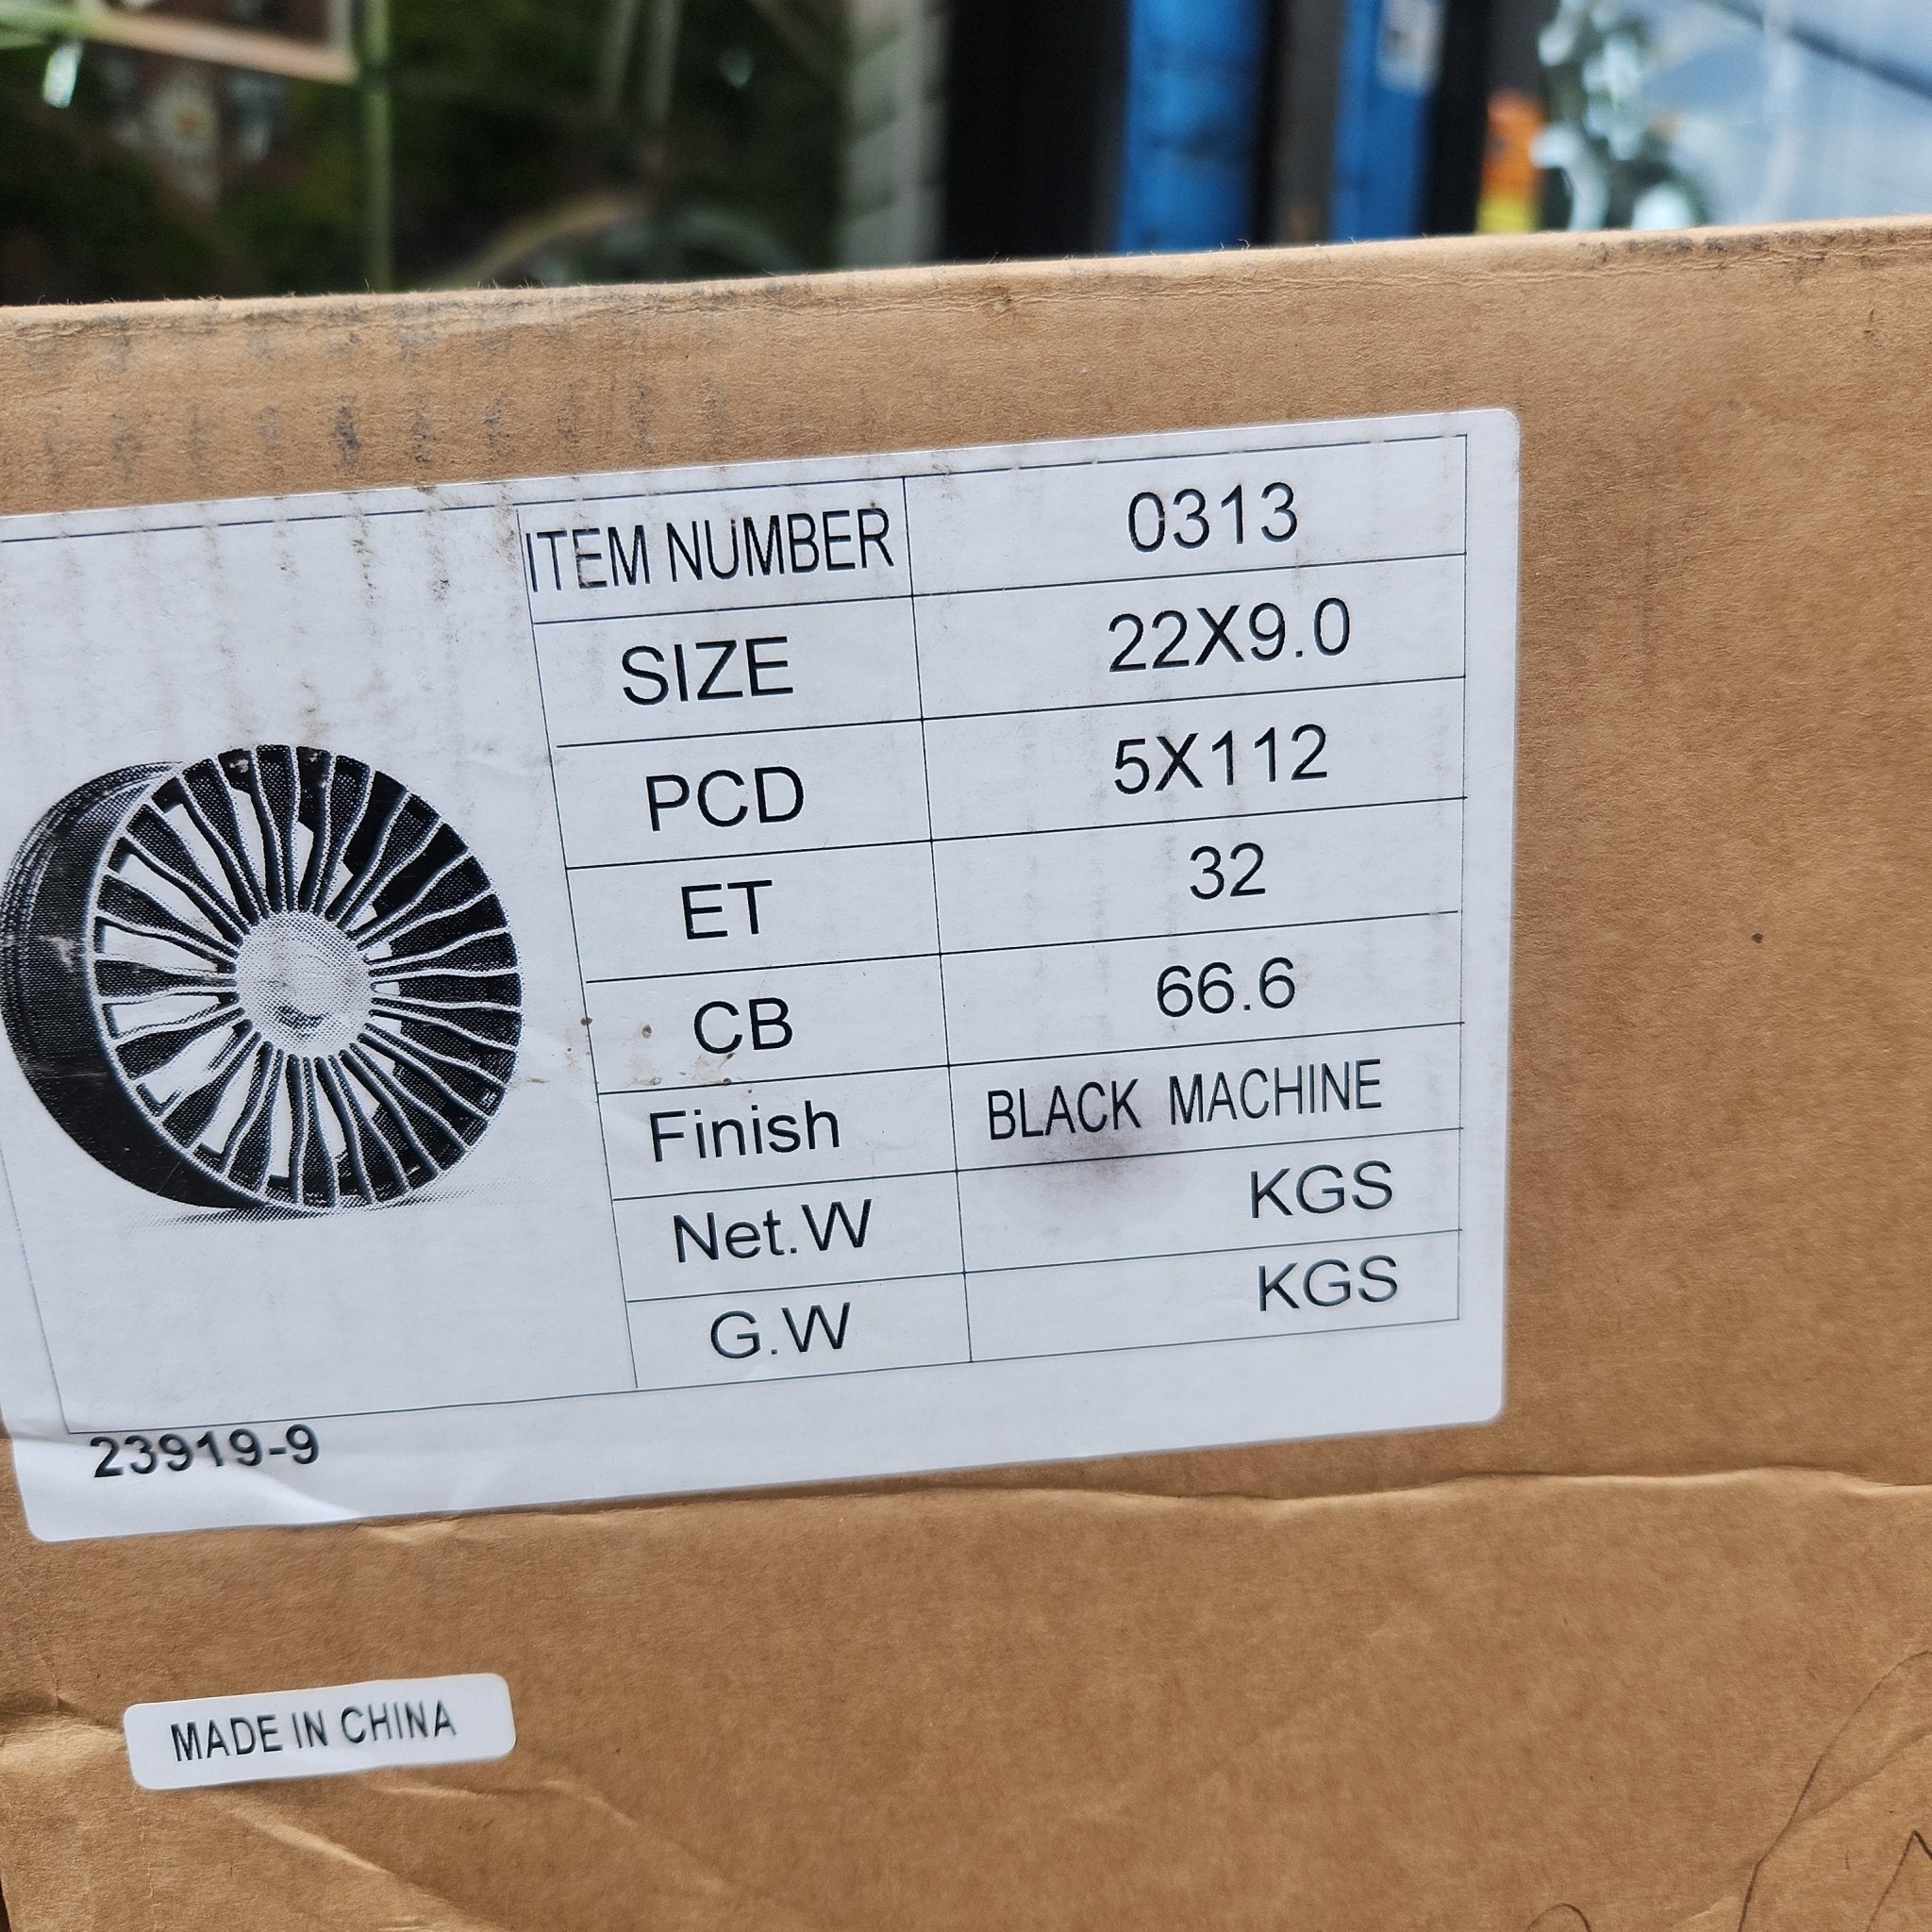 ITEM NUMBER 0313
SIZE 22X9.0
PCD 5X112
ET 32
CB 66.6
Finish BLACK MACHINE
Net.W KGS
G.W KGS
23919-9
MADE IN CHINA